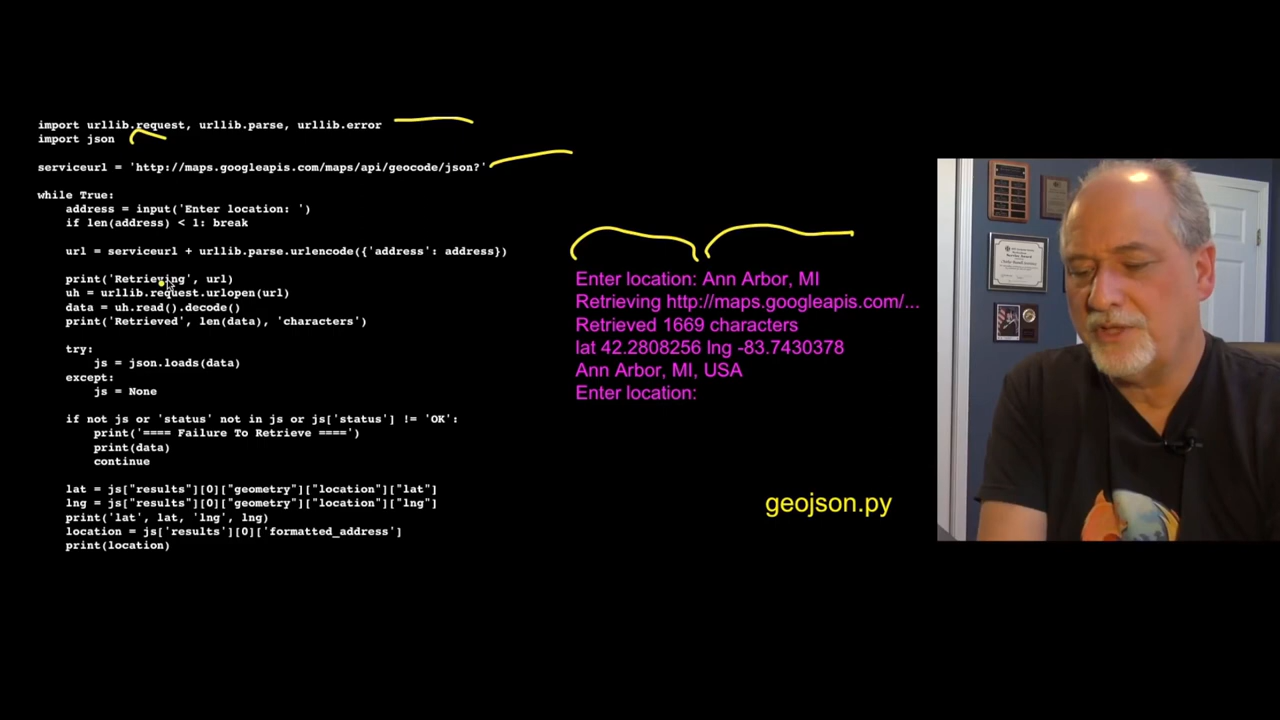 import urllib.request, urllib.parse, urllib.error
import json
serviceurl = 'http://maps.googleapis.com/maps/api/geocode/json?'
while True:
    address = input('Enter location: ')
    if len(address) < 1: break
    url = serviceurl + urllib.parse.urlencode({'address': address})
    print('Retrieving', url)
    uh = urllib.request.urlopen(url)
    data = uh.read().decode()
    print('Retrieved', len(data), 'characters')
    try:
        js = json.loads(data)
    except:
        js = None
    if not js or 'status' not in js or js['status'] != 'OK':
        print('==== Failure To Retrieve ====')
        print(data)
        continue
    lat = js["results"][0]["geometry"]["location"]["lat"]
    lng = js["results"][0]["geometry"]["location"]["lng"]
    print('lat', lat, 'lng', lng)
    location = js['results'][0]['formatted_address']
    print(location)
Enter location: Ann Arbor, MI
Retrieving http://maps.googleapis.com/...
Retrieved 1669 characters
lat 42.2808256 lng -83.7430378
Ann Arbor, MI, USA
Enter location:
geojson.py